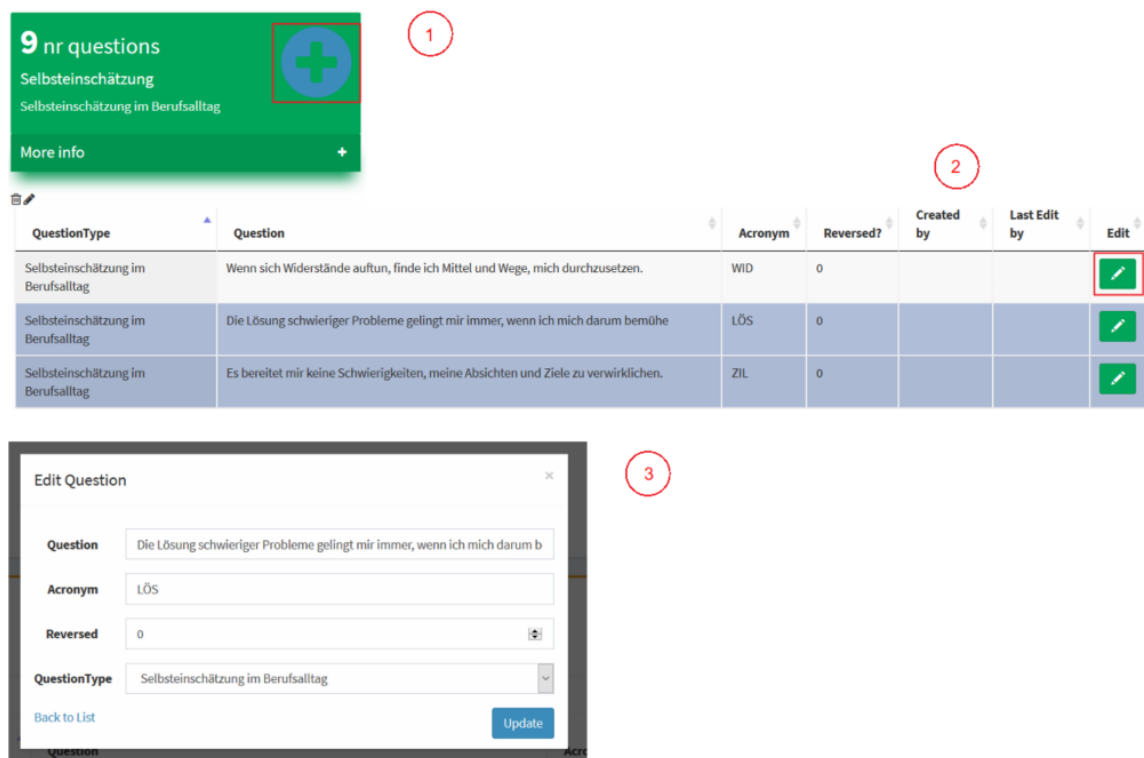 9 nr questions
1
Selbsteinschätzung
Selbsteinschätzung im Berufsalltag
More info
2
QuestionType Question Acronym Reversed? Created by Last Edit by Edit
Selbsteinschätzung im Berufsalltag Wenn sich Widerstände auftun, finde ich Mittel und Wege, mich durchzusetzen. WID 0
Selbsteinschätzung im Berufsalltag Die Lösung schwieriger Probleme gelingt mir immer, wenn ich mich darum bemühe LÖS 0
Selbsteinschätzung im Berufsalltag Es bereitet mir keine Schwierigkeiten, meine Absichten und Ziele zu verwirklichen. ZIL 0
3
Edit Question ×
Question Die Lösung schwieriger Probleme gelingt mir immer, wenn ich mich darum b
Acronym LÖS
Reversed 0
QuestionType Selbsteinschätzung im Berufsalltag
Back to List Update
Question Acro